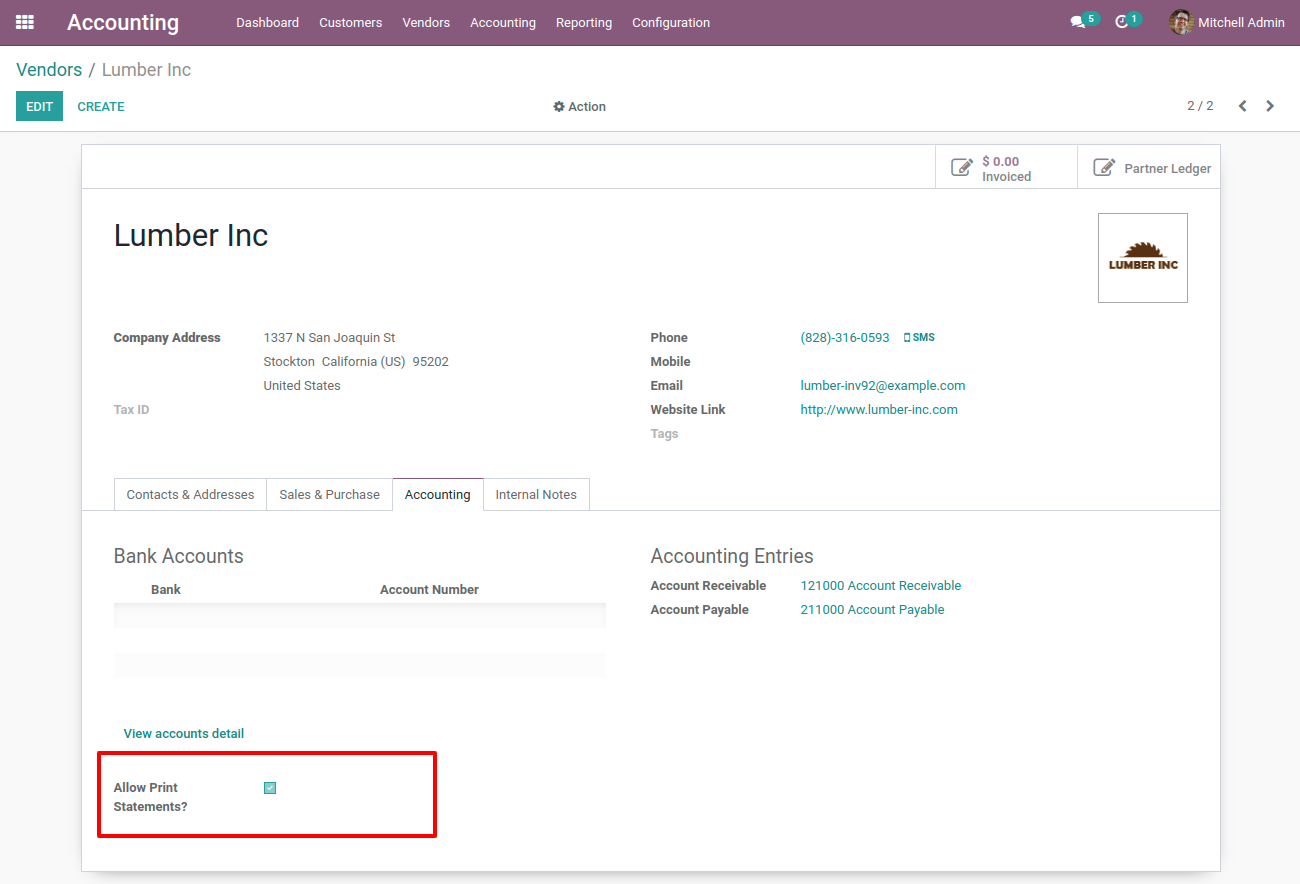 Accounting
Dashboard Customers Vendors Accounting Reporting Configuration
5 1 Mitchell Admin
Vendors / Lumber Inc
EDIT CREATE
Action
2 / 2
$ 0.00
Invoiced
Partner Ledger
Lumber Inc
LUMBER INC
Company Address
1337 N San Joaquin St
Stockton California (US) 95202
United States
Tax ID
Phone (828)-316-0593 SMS
Mobile
Email lumber-inv92@example.com
Website Link http://www.lumber-inc.com
Tags
Contacts & Addresses Sales & Purchase Accounting Internal Notes
Bank Accounts
Bank Account Number
View accounts detail
Allow Print
Statements?
Accounting Entries
Account Receivable 121000 Account Receivable
Account Payable 211000 Account Payable